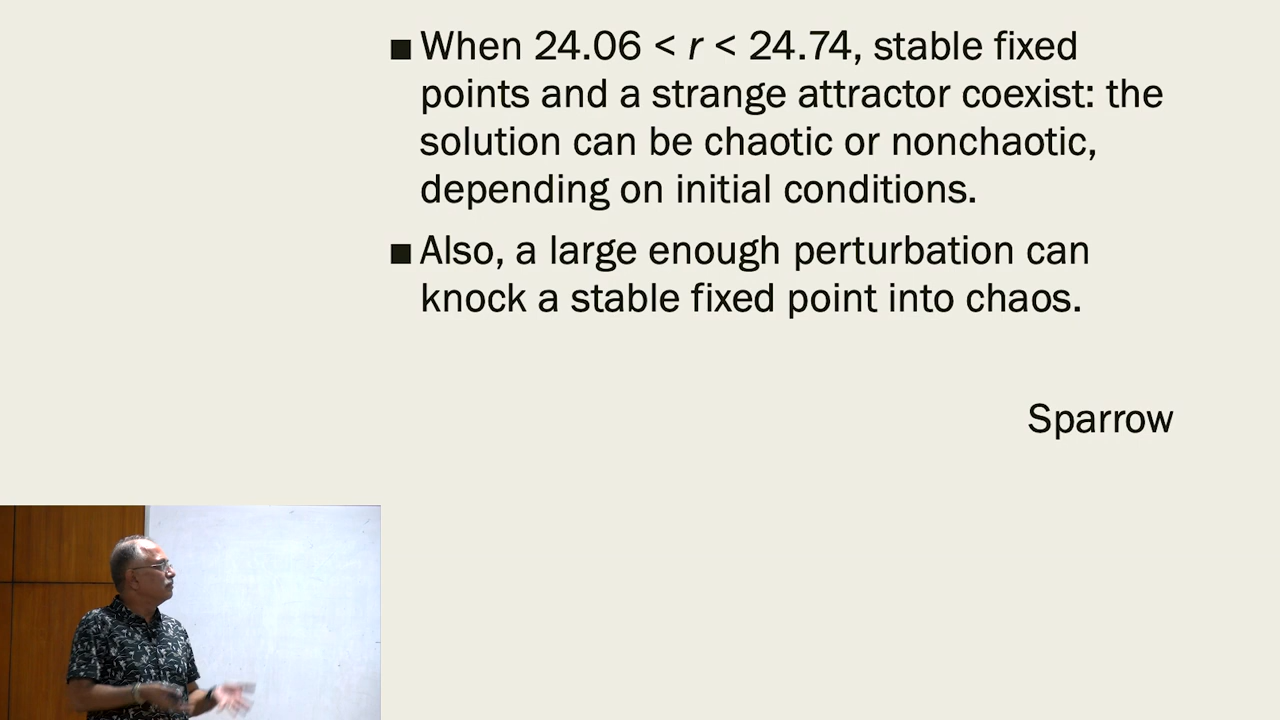 ■ When 24.06 < r < 24.74, stable fixed
points and a strange attractor coexist: the
solution can be chaotic or nonchaotic,
depending on initial conditions.
■ Also, a large enough perturbation can
knock a stable fixed point into chaos.
Sparrow